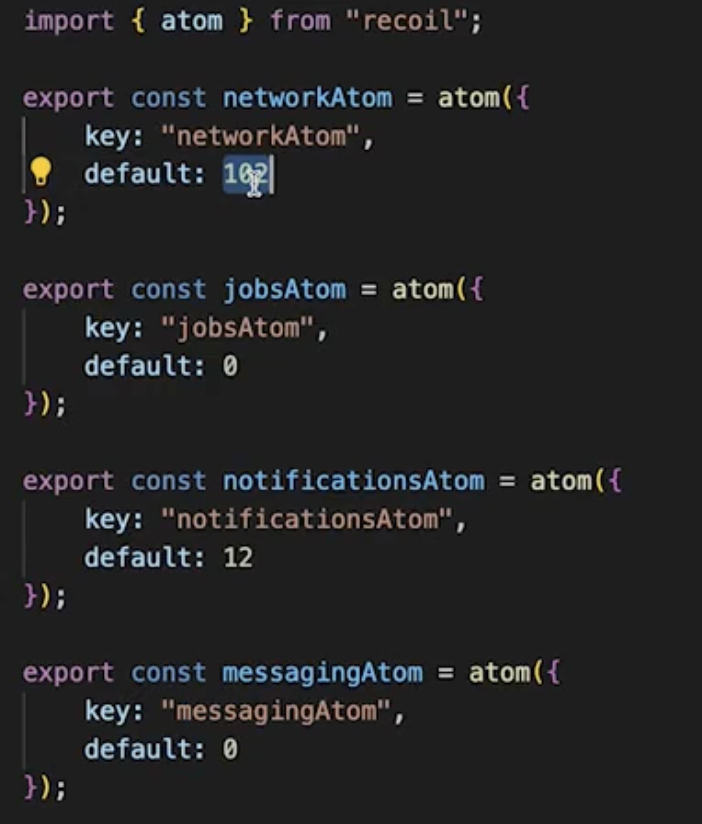 import { atom } from "recoil";
export const networkAtom = atom({
key: "networkAtom",
default: 102
});
export const jobsAtom = atom({
key: "jobsAtom",
default: 0
});
export const notificationsAtom = atom({
key: "notificationsAtom",
default: 12
});
export const messagingAtom = atom({
key: "messagingAtom",
default: 0
});